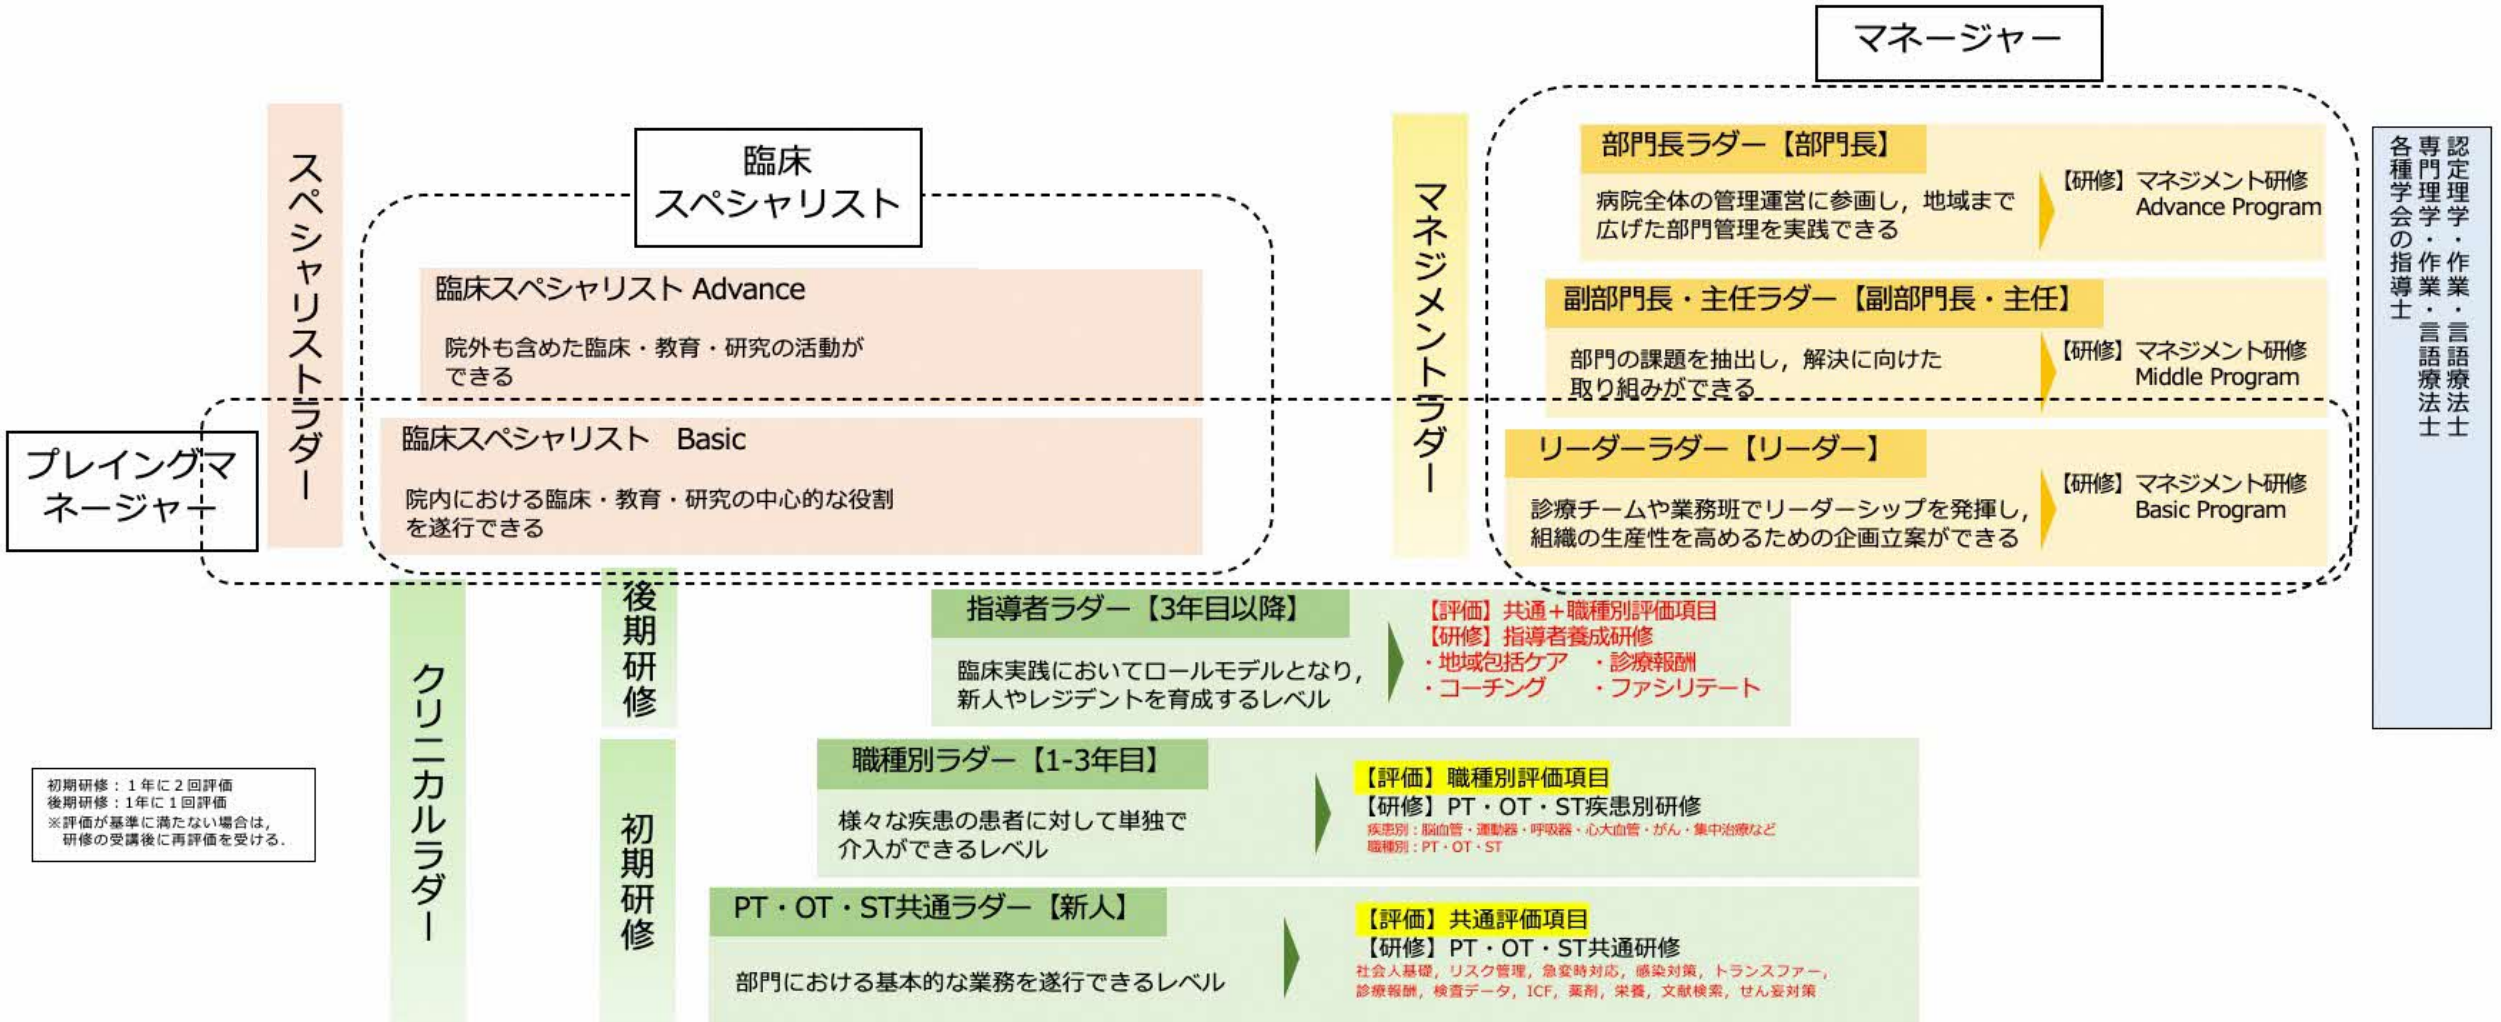 マネージャー
スペシャリストラダー
臨床
スペシャリスト
臨床スペシャリスト Advance
院外も含めた臨床・教育・研究の活動が
できる
臨床スペシャリスト　Basic
院内における臨床・教育・研究の中心的な役割
を遂行できる
プレイングマ
ネージャー
マネジメントラダー
部門長ラダー【部門長】
病院全体の管理運営に参画し，地域まで
広げた部門管理を実践できる
【研修】マネジメント研修
Advance Program
副部門長・主任ラダー【副部門長・主任】
部門の課題を抽出し，解決に向けた
取り組みができる
【研修】マネジメント研修
Middle Program
リーダーラダー【リーダー】
診療チームや業務班でリーダーシップを発揮し，
組織の生産性を高めるための企画立案ができる
【研修】マネジメント研修
Basic Program
認定理学・作業・言語療法士
専門理学・作業・言語療法士
各種学会の指導士
クリニカルラダー
後期研修
指導者ラダー【3年目以降】
臨床実践においてロールモデルとなり，
新人やレジデントを育成するレベル
【評価】共通＋職種別評価項目
【研修】指導者養成研修
・地域包括ケア　・診療報酬
・コーチング　　・ファシリテート
初期研修
職種別ラダー【1-3年目】
様々な疾患の患者に対して単独で
介入ができるレベル
【評価】職種別評価項目
【研修】PT・OT・ST疾患別研修
疾患別：脳血管・運動器・呼吸器・心大血管・がん・集中治療など
職種別：PT・OT・ST
PT・OT・ST共通ラダー【新人】
部門における基本的な業務を遂行できるレベル
【評価】共通評価項目
【研修】PT・OT・ST共通研修
社会人基礎，リスク管理，急変時対応，感染対策，トランスファー，
診療報酬，検査データ，ICF，薬剤，栄養，文献検索，せん妄対策
初期研修：１年に２回評価
後期研修：1年に１回評価
※評価が基準に満たない場合は，
研修の受講後に再評価を受ける．